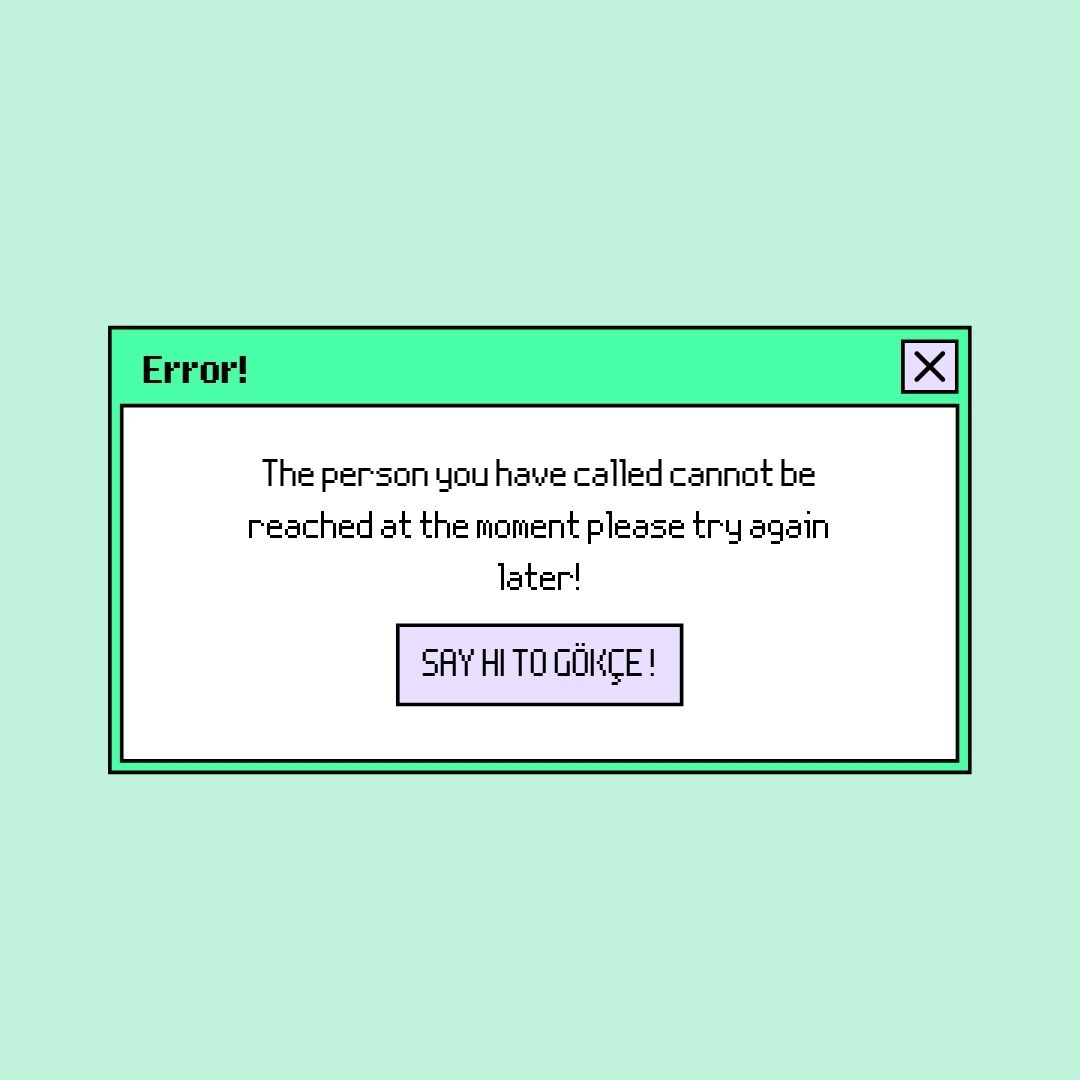 Error!
The person you have called cannot be
reached at the moment please try again
later!
SAY HI TO GÖKÇE !